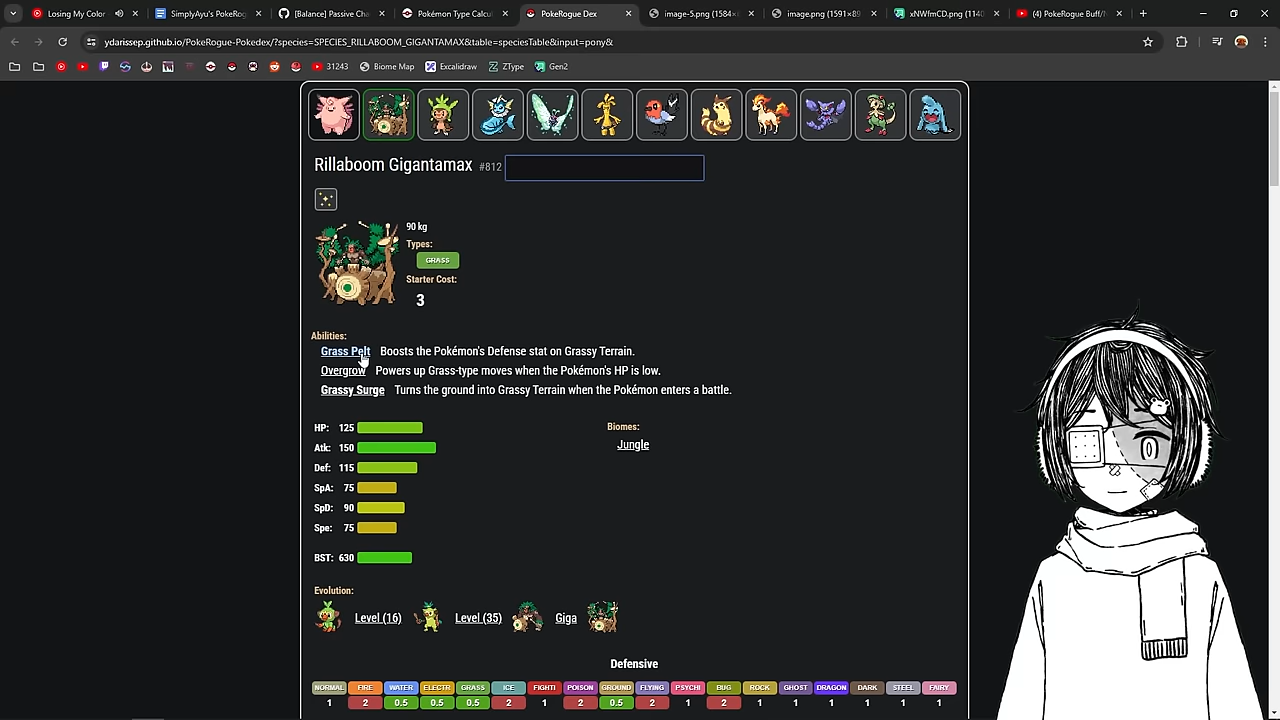 Losing My Color
SimplyAyu's PokeRog
[Balance] Passive Cha
Pokémon Type Calcu
PokeRogue Dex
image-5.png (1584×
image.png (1591×8
xNWfmCD.png (1140
(4) PokeRogue Buff/N
ydarissep.github.io/PokeRogue-Pokedex/?species=SPECIES_RILLABOOM_GIGANTAMAX&table=speciesTable&input=pony&
31243
Biome Map
Excalidraw
ZType
Gen2
Rillaboom Gigantamax #812
90 kg
Types:
GRASS
Starter Cost:
3
Abilities:
Grass Pelt Boosts the Pokémon's Defense stat on Grassy Terrain.
Overgrow Powers up Grass-type moves when the Pokémon's HP is low.
Grassy Surge Turns the ground into Grassy Terrain when the Pokémon enters a battle.
HP: 125
Atk: 150
Def: 115
SpA: 75
SpD: 90
Spe: 75
BST: 630
Biomes:
Jungle
Evolution:
Level (16)
Level (35)
Giga
Defensive
NORMAL FIRE WATER ELECTR GRASS ICE FIGHTI POISON GROUND FLYING PSYCHI BUG ROCK GHOST DRAGON DARK STEEL FAIRY
1 2 0.5 0.5 0.5 2 1 2 0.5 2 1 2 1 1 1 1 1 1